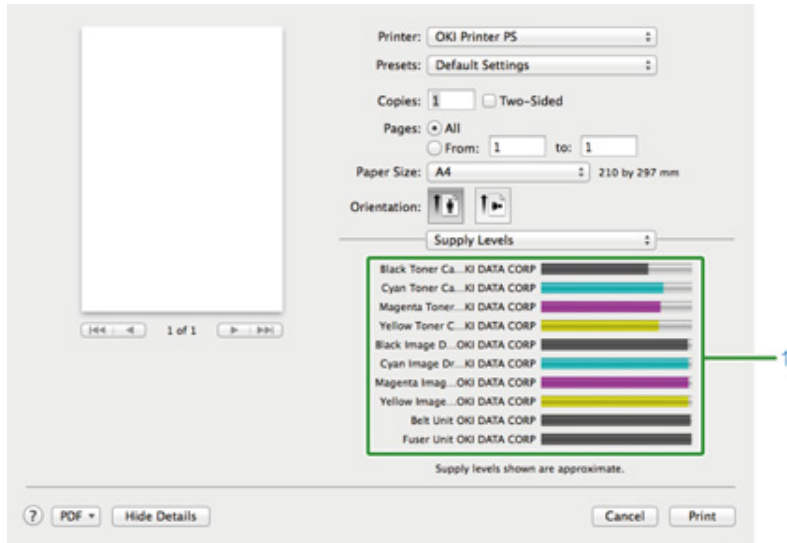 Printer: OKI Printer PS
Presets: Default Settings
Copies: 1 Two-Sided
Pages: All
From: 1 to: 1
Paper Size: A4 210 by 297 mm
Orientation:
Supply Levels
Black Toner Ca...KI DATA CORP
Cyan Toner Ca...KI DATA CORP
Magenta Toner...KI DATA CORP
Yellow Toner C...KI DATA CORP
Black Image D...OKI DATA CORP
Cyan Image Dr...KI DATA CORP
Magenta Imag...OKI DATA CORP
Yellow Image...OKI DATA CORP
Belt Unit OKI DATA CORP
Fuser Unit OKI DATA CORP
1
1 of 1
Supply levels shown are approximate.
? PDF Hide Details Cancel Print